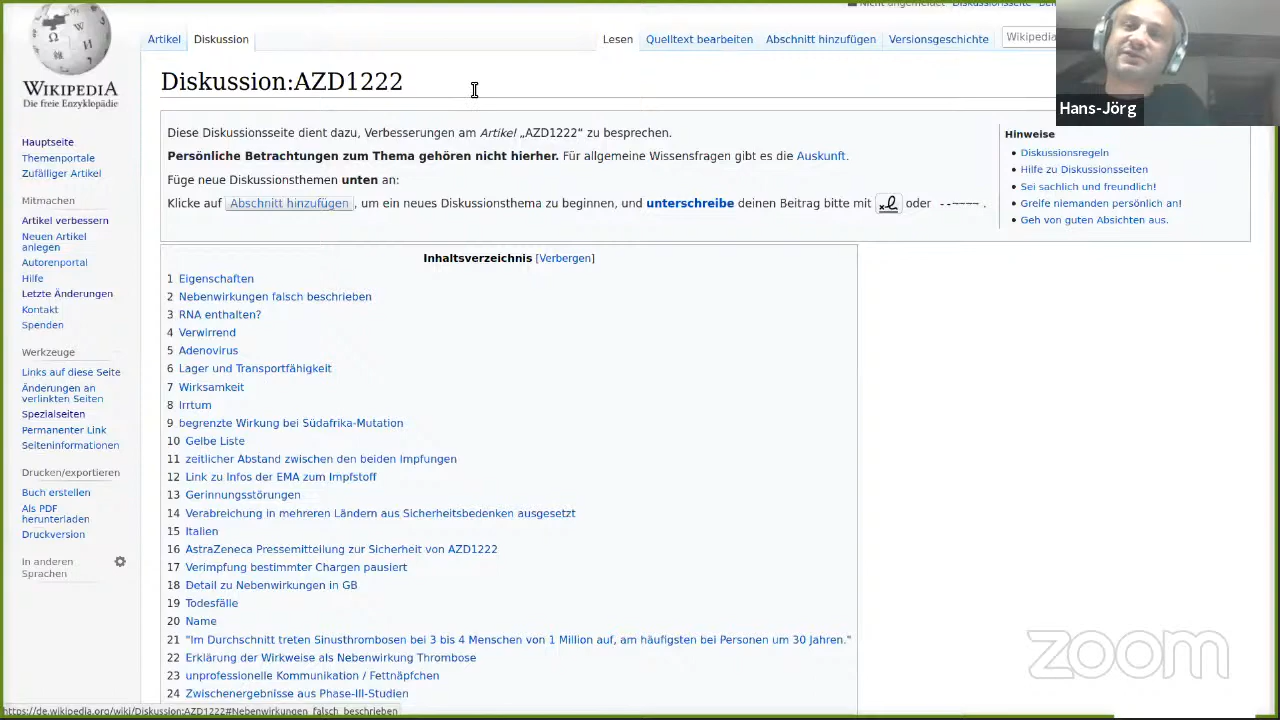 Nicht angemeldet Diskussionsseite
Artikel Diskussion Lesen Quelltext bearbeiten Abschnitt hinzufügen Versionsgeschichte Wikipedia
WIKIPEDIA
Die freie Enzyklopädie
Hans-Jörg
Diskussion:AZD1222
Diese Diskussionsseite dient dazu, Verbesserungen am Artikel „AZD1222“ zu besprechen.
Persönliche Betrachtungen zum Thema gehören nicht hierher. Für allgemeine Wissensfragen gibt es die Auskunft.
Füge neue Diskussionsthemen unten an:
Klicke auf Abschnitt hinzufügen, um ein neues Diskussionsthema zu beginnen, und unterschreibe deinen Beitrag bitte mit oder --~~~~ .
Hinweise
Diskussionsregeln
Hilfe zu Diskussionsseiten
Sei sachlich und freundlich!
Greife niemanden persönlich an!
Geh von guten Absichten aus.
Hauptseite
Themenportale
Zufälliger Artikel
Mitmachen
Artikel verbessern
Neuen Artikel
anlegen
Autorenportal
Hilfe
Letzte Änderungen
Kontakt
Spenden
Werkzeuge
Links auf diese Seite
Änderungen an
verlinkten Seiten
Spezialseiten
Permanenter Link
Seiteninformationen
Drucken/exportieren
Buch erstellen
Als PDF
herunterladen
Druckversion
In anderen
Sprachen
Inhaltsverzeichnis [Verbergen]
1 Eigenschaften
2 Nebenwirkungen falsch beschrieben
3 RNA enthalten?
4 Verwirrend
5 Adenovirus
6 Lager und Transportfähigkeit
7 Wirksamkeit
8 Irrtum
9 begrenzte Wirkung bei Südafrika-Mutation
10 Gelbe Liste
11 zeitlicher Abstand zwischen den beiden Impfungen
12 Link zu Infos der EMA zum Impfstoff
13 Gerinnungsstörungen
14 Verabreichung in mehreren Ländern aus Sicherheitsbedenken ausgesetzt
15 Italien
16 AstraZeneca Pressemitteilung zur Sicherheit von AZD1222
17 Verimpfung bestimmter Chargen pausiert
18 Detail zu Nebenwirkungen in GB
19 Todesfälle
20 Name
21 "Im Durchschnitt treten Sinusthrombosen bei 3 bis 4 Menschen von 1 Million auf, am häufigsten bei Personen um 30 Jahren."
22 Erklärung der Wirkweise als Nebenwirkung Thrombose
23 unprofessionelle Kommunikation / Fettnäpfchen
24 Zwischenergebnisse aus Phase-III-Studien
https://de.wikipedia.org/wiki/Diskussion:AZD1222#Nebenwirkungen_falsch_beschrieben
zoom